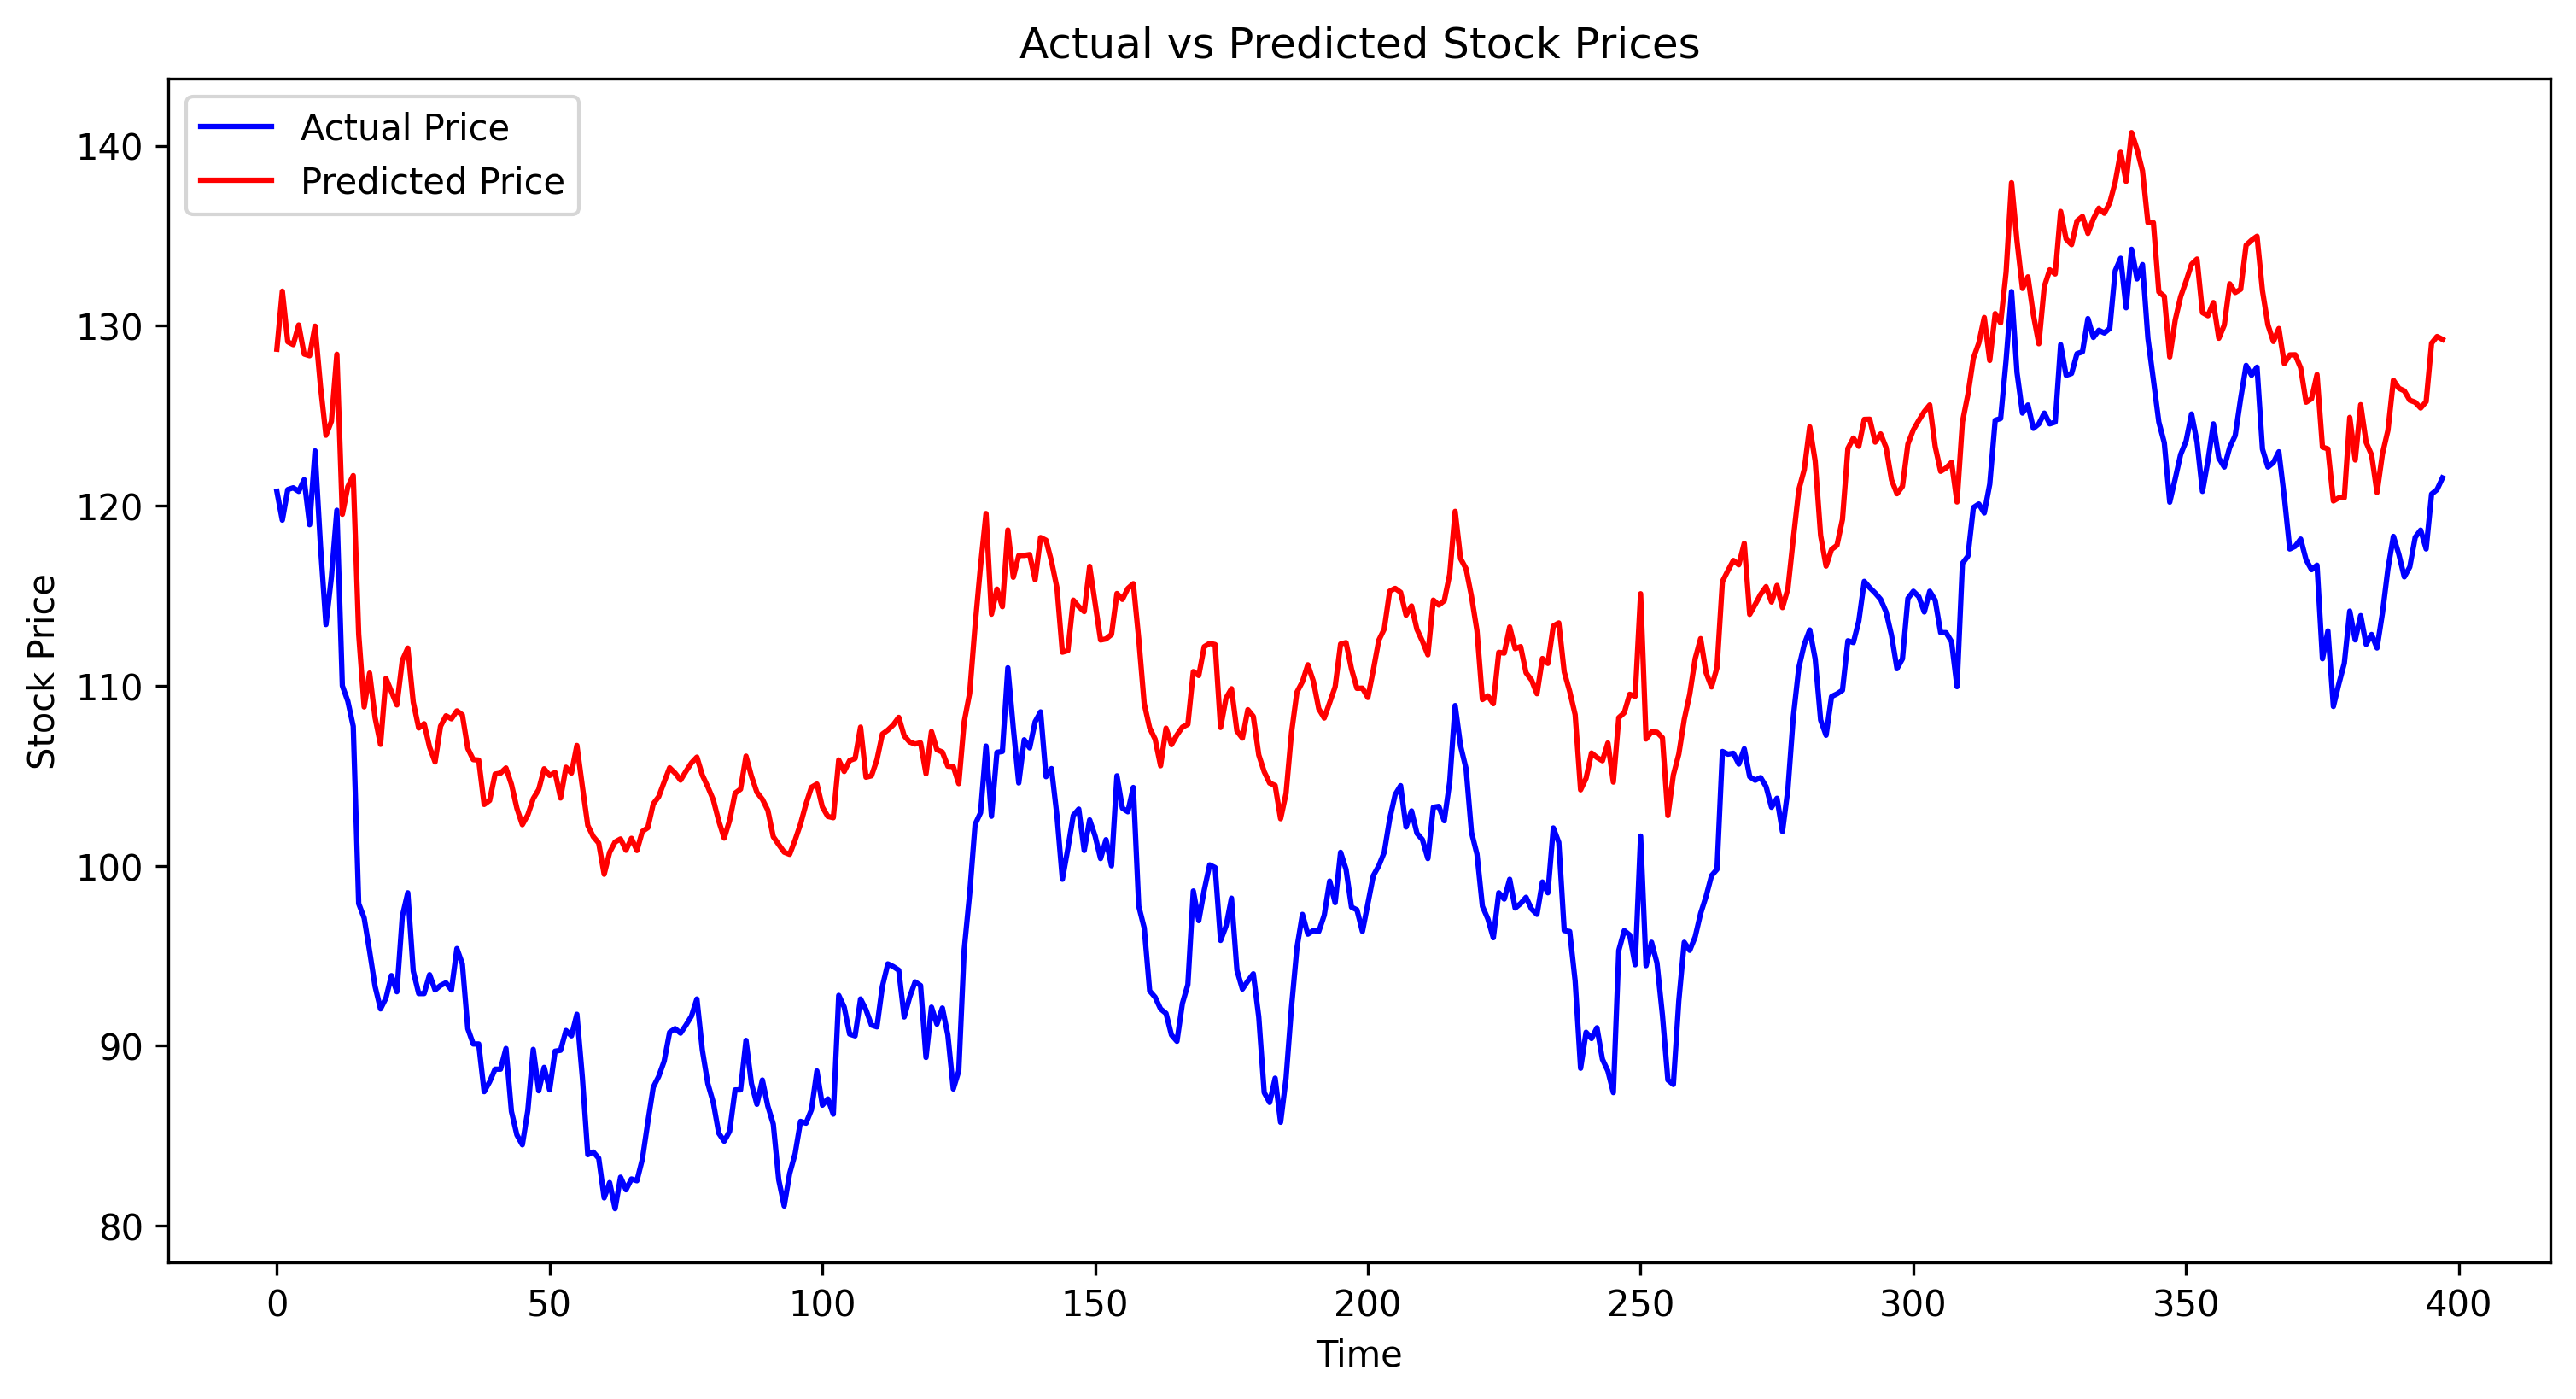 Actual vs Predicted Stock Prices
Actual Price
Predicted Price
Stock Price
140
130
120
110
100
90
80
0 50 100 150 200 250 300 350 400
Time